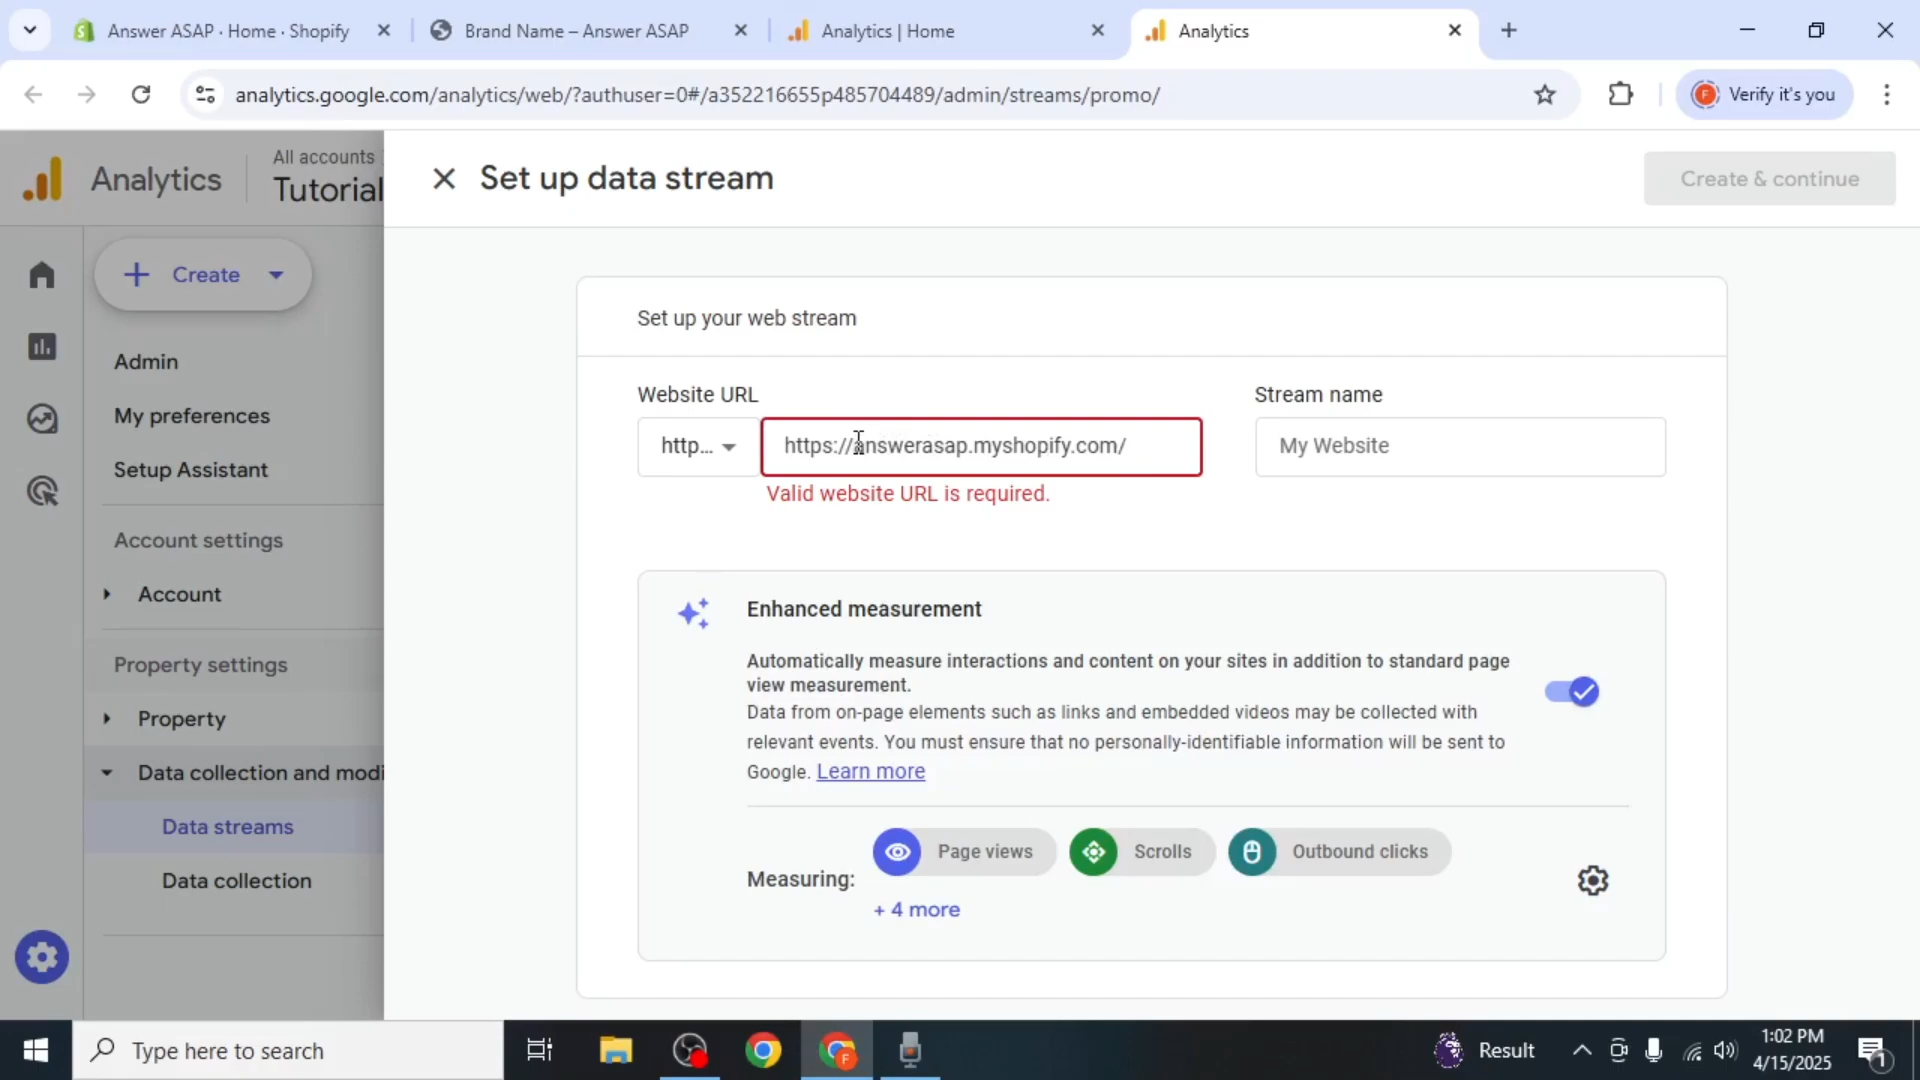 Answer ASAP · Home · Shopify
Brand Name – Answer ASAP
Analytics | Home
Analytics
analytics.google.com/analytics/web/?authuser=0#/a352216655p485704489/admin/streams/promo/
Verify it's you
Analytics
All accounts
Tutorial
Set up data stream
Create & continue
Create
Admin
My preferences
Setup Assistant
Account settings
Account
Property settings
Property
Data collection and modi
Data streams
Data collection
Set up your web stream
Website URL
Stream name
http...
https://answerasap.myshopify.com/
My Website
Valid website URL is required.
Enhanced measurement
Automatically measure interactions and content on your sites in addition to standard page
view measurement.
Data from on-page elements such as links and embedded videos may be collected with
relevant events. You must ensure that no personally-identifiable information will be sent to
Google. Learn more
Measuring:
Page views
Scrolls
Outbound clicks
+ 4 more
Type here to search
F
Result
1:02 PM
4/15/2025
1